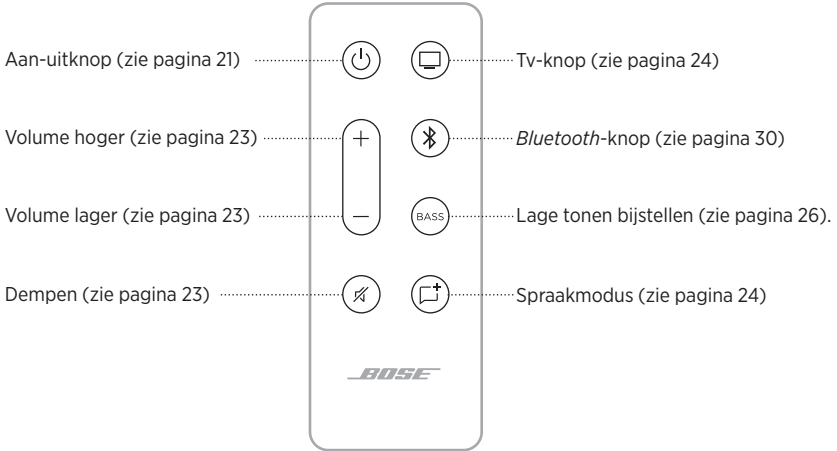 Aan-uitknop (zie pagina 21)
Tv-knop (zie pagina 24)
Volume hoger (zie pagina 23)
+
Bluetooth-knop (zie pagina 30)
Volume lager (zie pagina 23)
−
BASS
Lage tonen bijstellen (zie pagina 26).
Dempen (zie pagina 23)
Spraakmodus (zie pagina 24)
BOSE